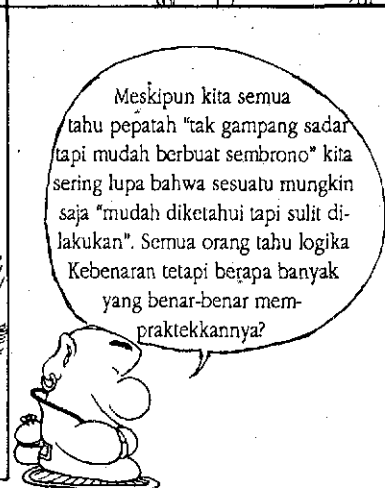 Meskipun kita semua
tahu pepatah "tak gampang sadar
tapi mudah berbuat sembrono" kita
sering lupa bahwa sesuatu mungkin
saja "mudah diketahui tapi sulit di-
lakukan". Semua orang tahu logika
Kebenaran tetapi berapa banyak
yang benar-benar mem-
praktekkannya?